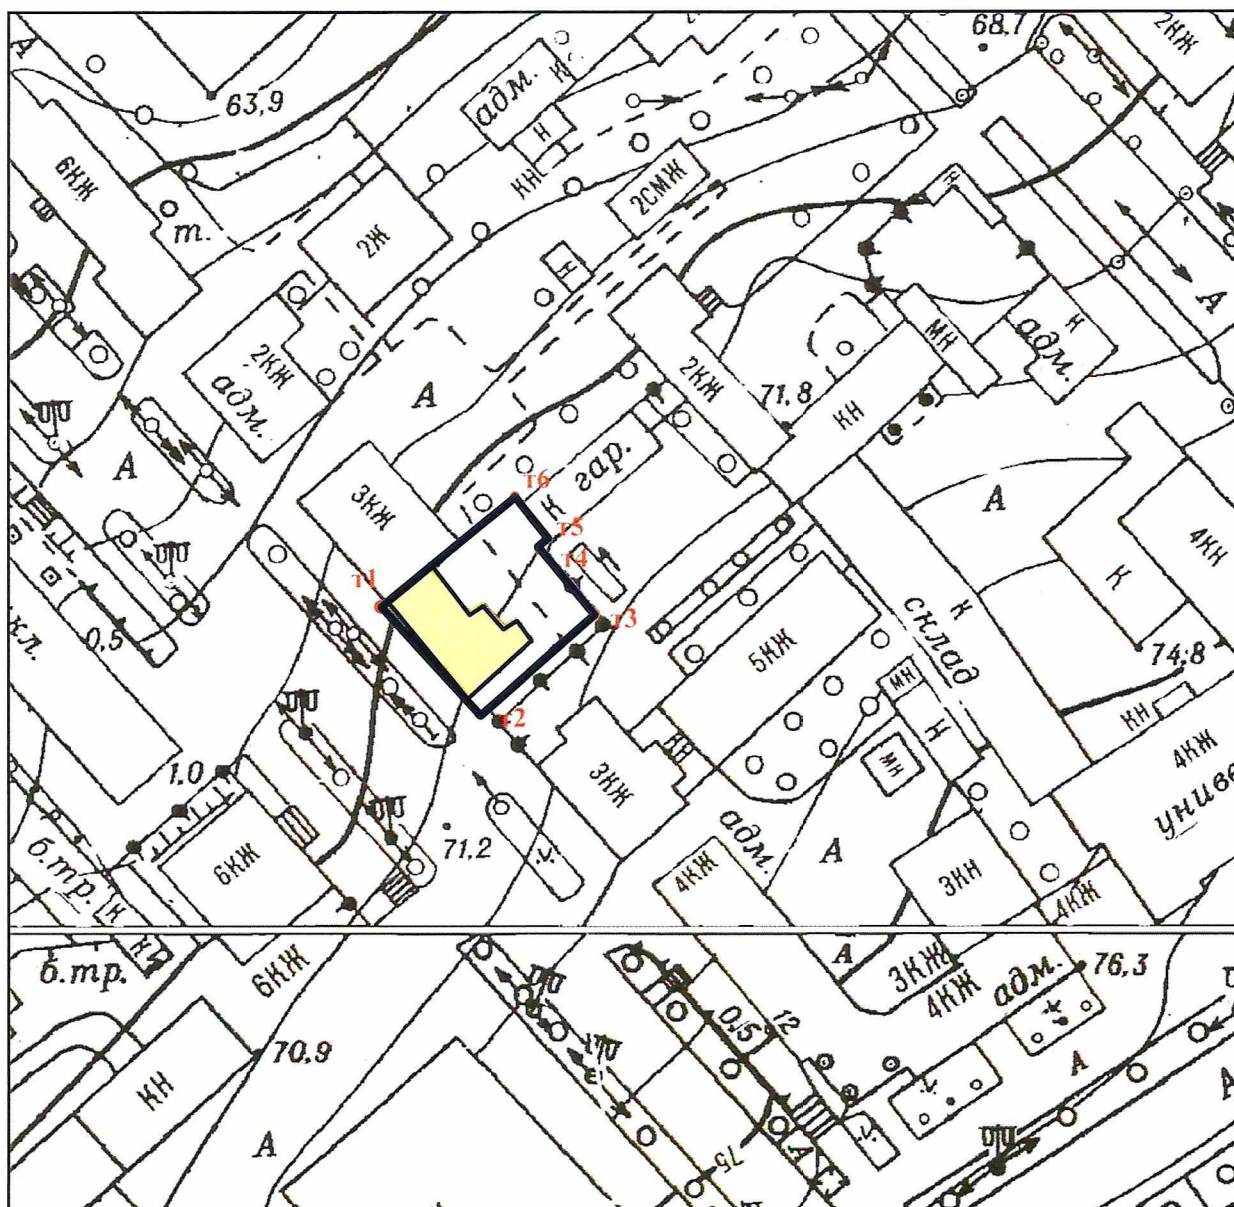 68,7
2КЖ
А
63,9
адм.
К
Н
КН
6КЖ
т.
2Ж
2СМЖ
Н
Н
А
К
адм.
МН
2КЖ
адм.
А
2КЖ
71,8
КН
А
3КЖ
гар.
К
т6
т5
т4
т1
т3
т2
А
4КН
К
К
склад
5КЖ
74,8
0,5
кл.
МН
Н
КН
4КЖ
КН
МН
3КЖ
1,0
б.тр.
К
К
6КЖ
71,2
адм.
А
4КЖ
3КН
4КЖ
униве
б.тр.
6КЖ
А
3КЖ
4КЖ
адм.
76,3
0,15
12
70,9
КН
А
А
А
А
75